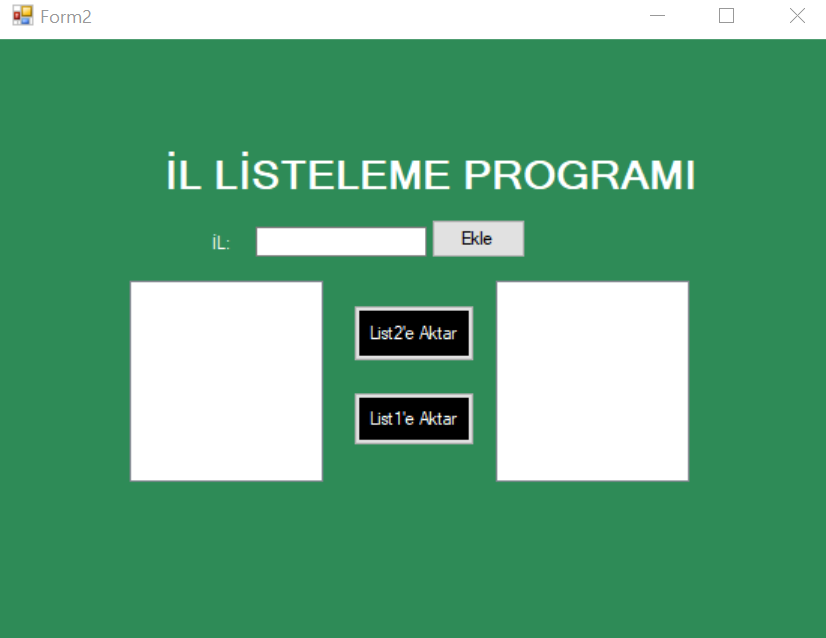 Form2
İL LİSTELEME PROGRAMI
İL:
Ekle
List2'e Aktar
List1'e Aktar